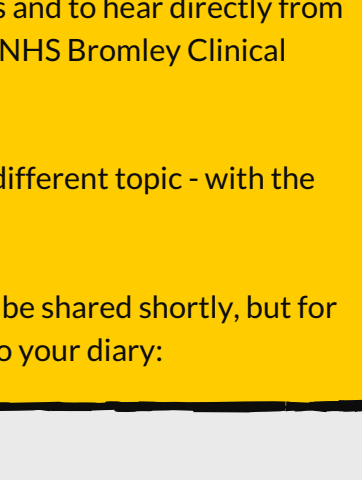 s and to hear directly from
NHS Bromley Clinical
different topic - with the
be shared shortly, but for
o your diary: